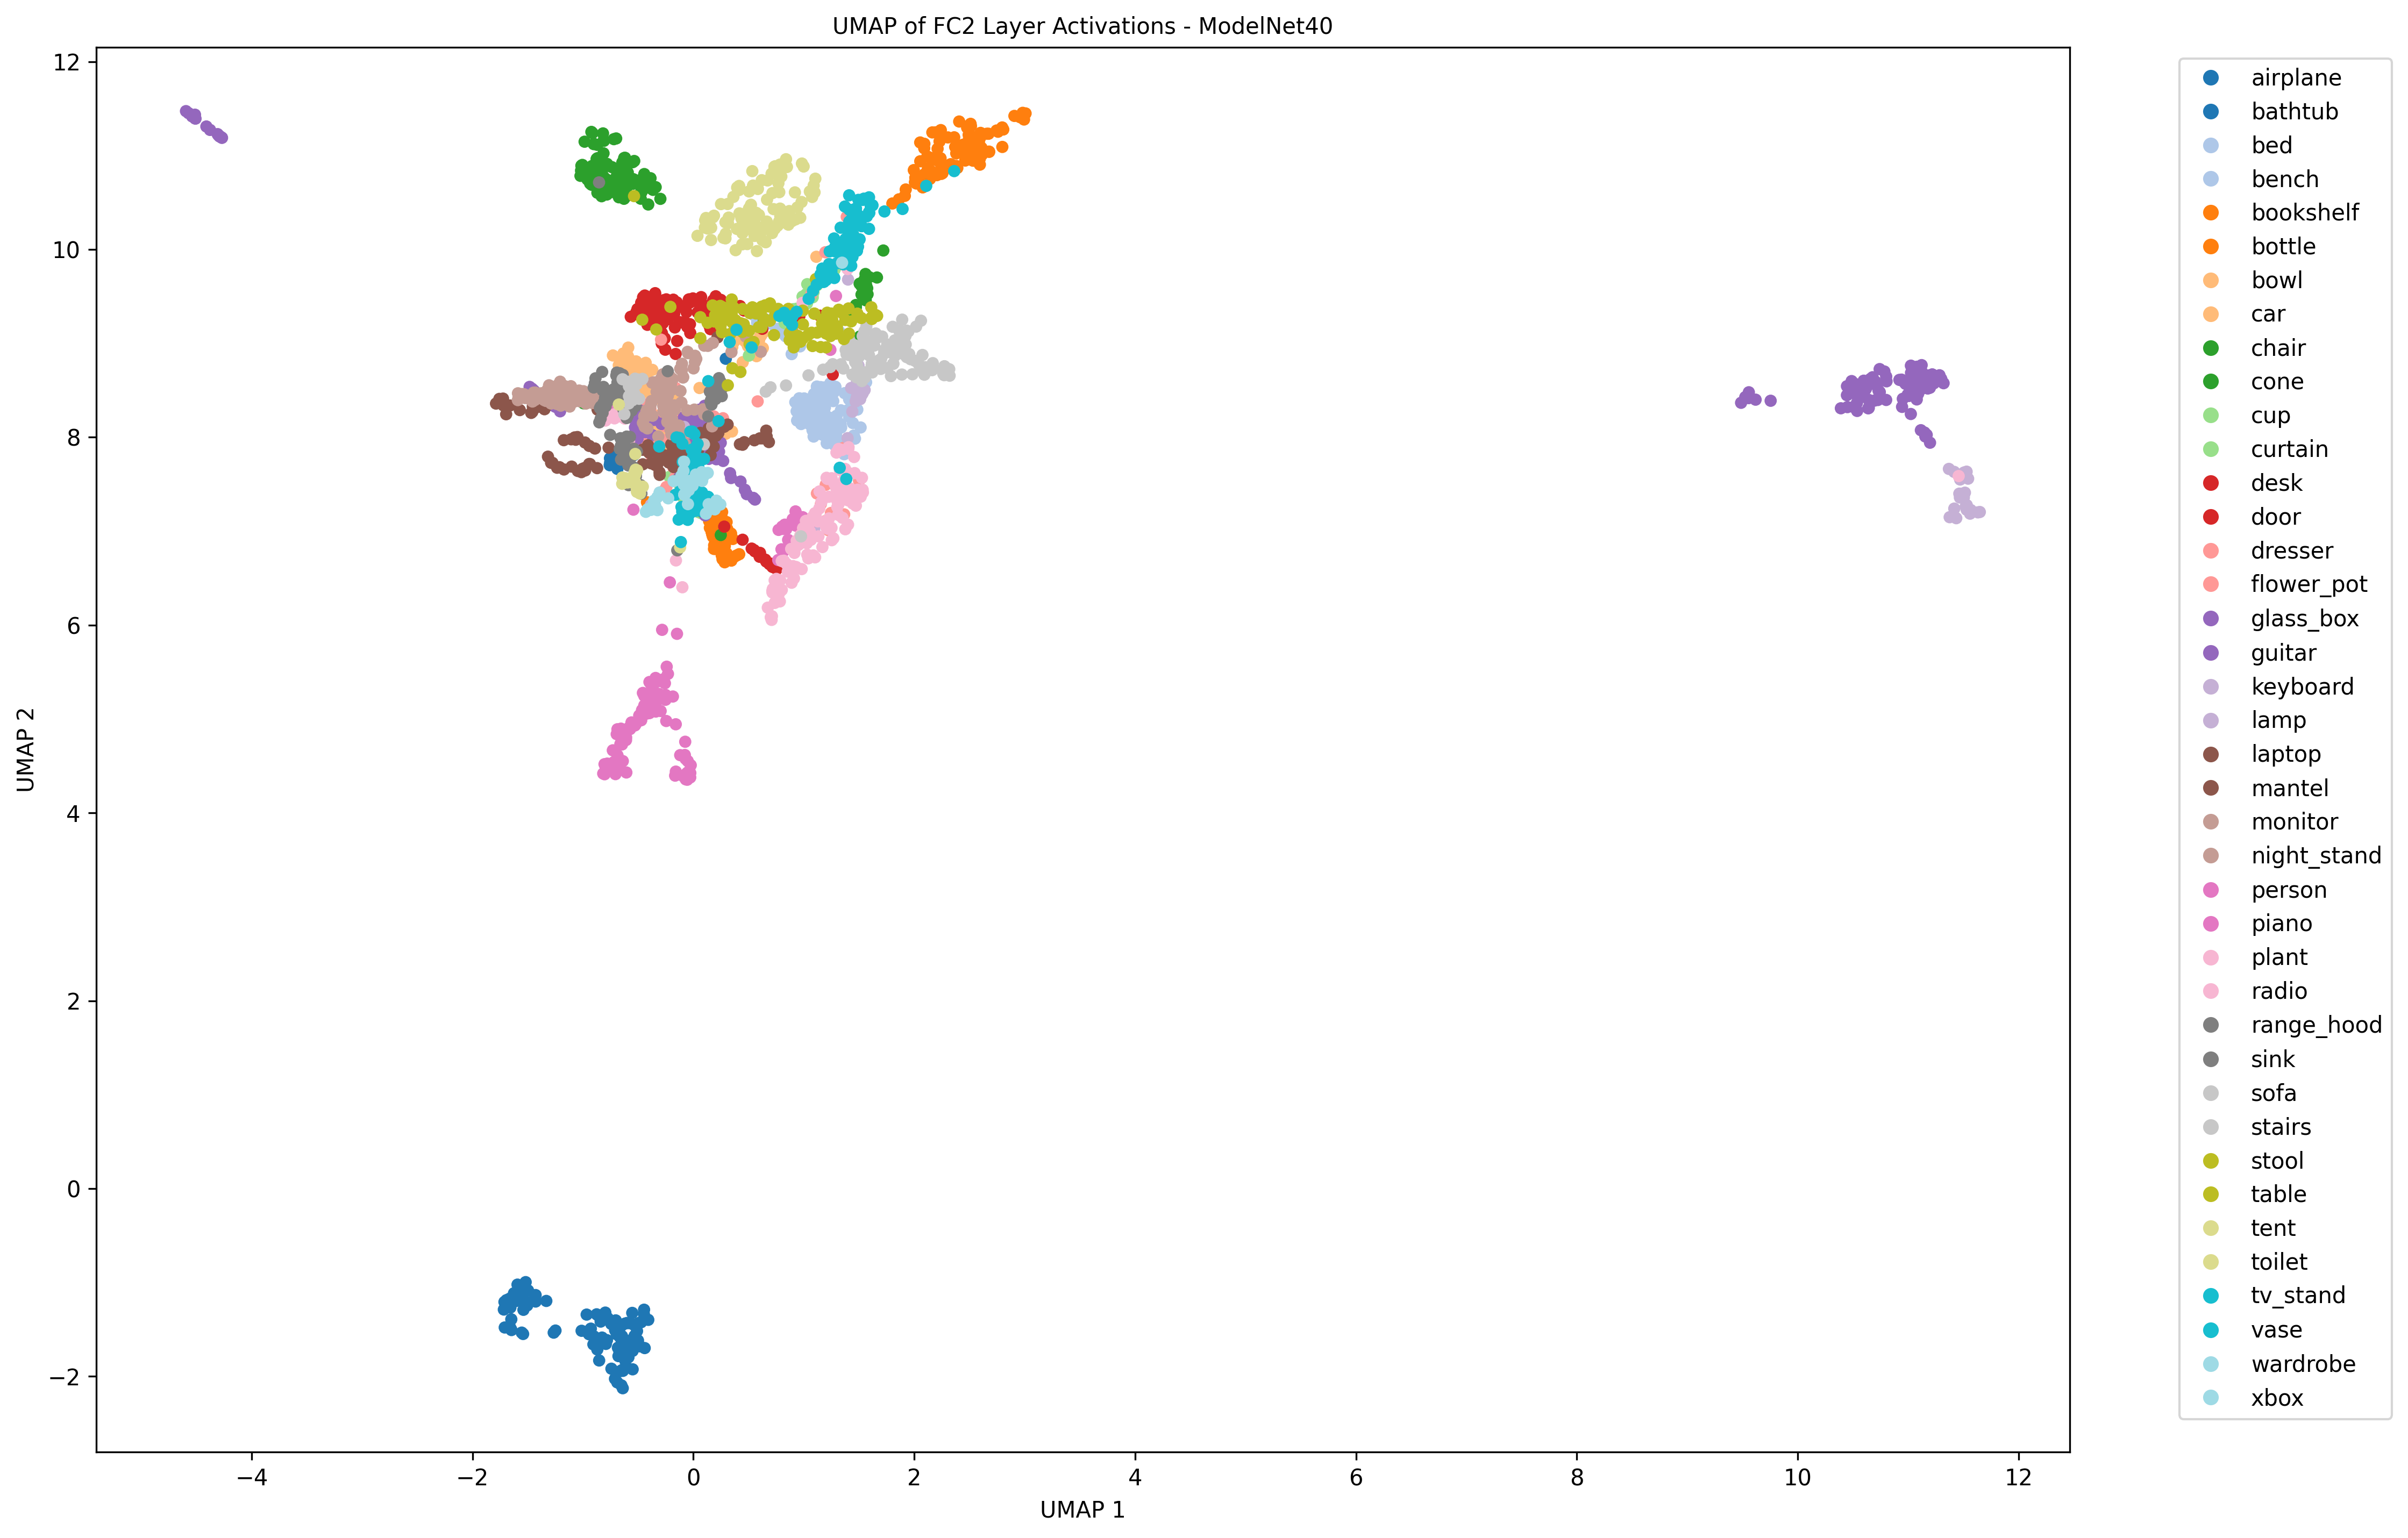 UMAP of FC2 Layer Activations - ModelNet40
12
10
8
6
4
2
0
−2
UMAP 2
−4
−2
0
2
4
6
8
10
12
UMAP 1
airplane
bathtub
bed
bench
bookshelf
bottle
bowl
car
chair
cone
cup
curtain
desk
door
dresser
flower_pot
glass_box
guitar
keyboard
lamp
laptop
mantel
monitor
night_stand
person
piano
plant
radio
range_hood
sink
sofa
stairs
stool
table
tent
toilet
tv_stand
vase
wardrobe
xbox